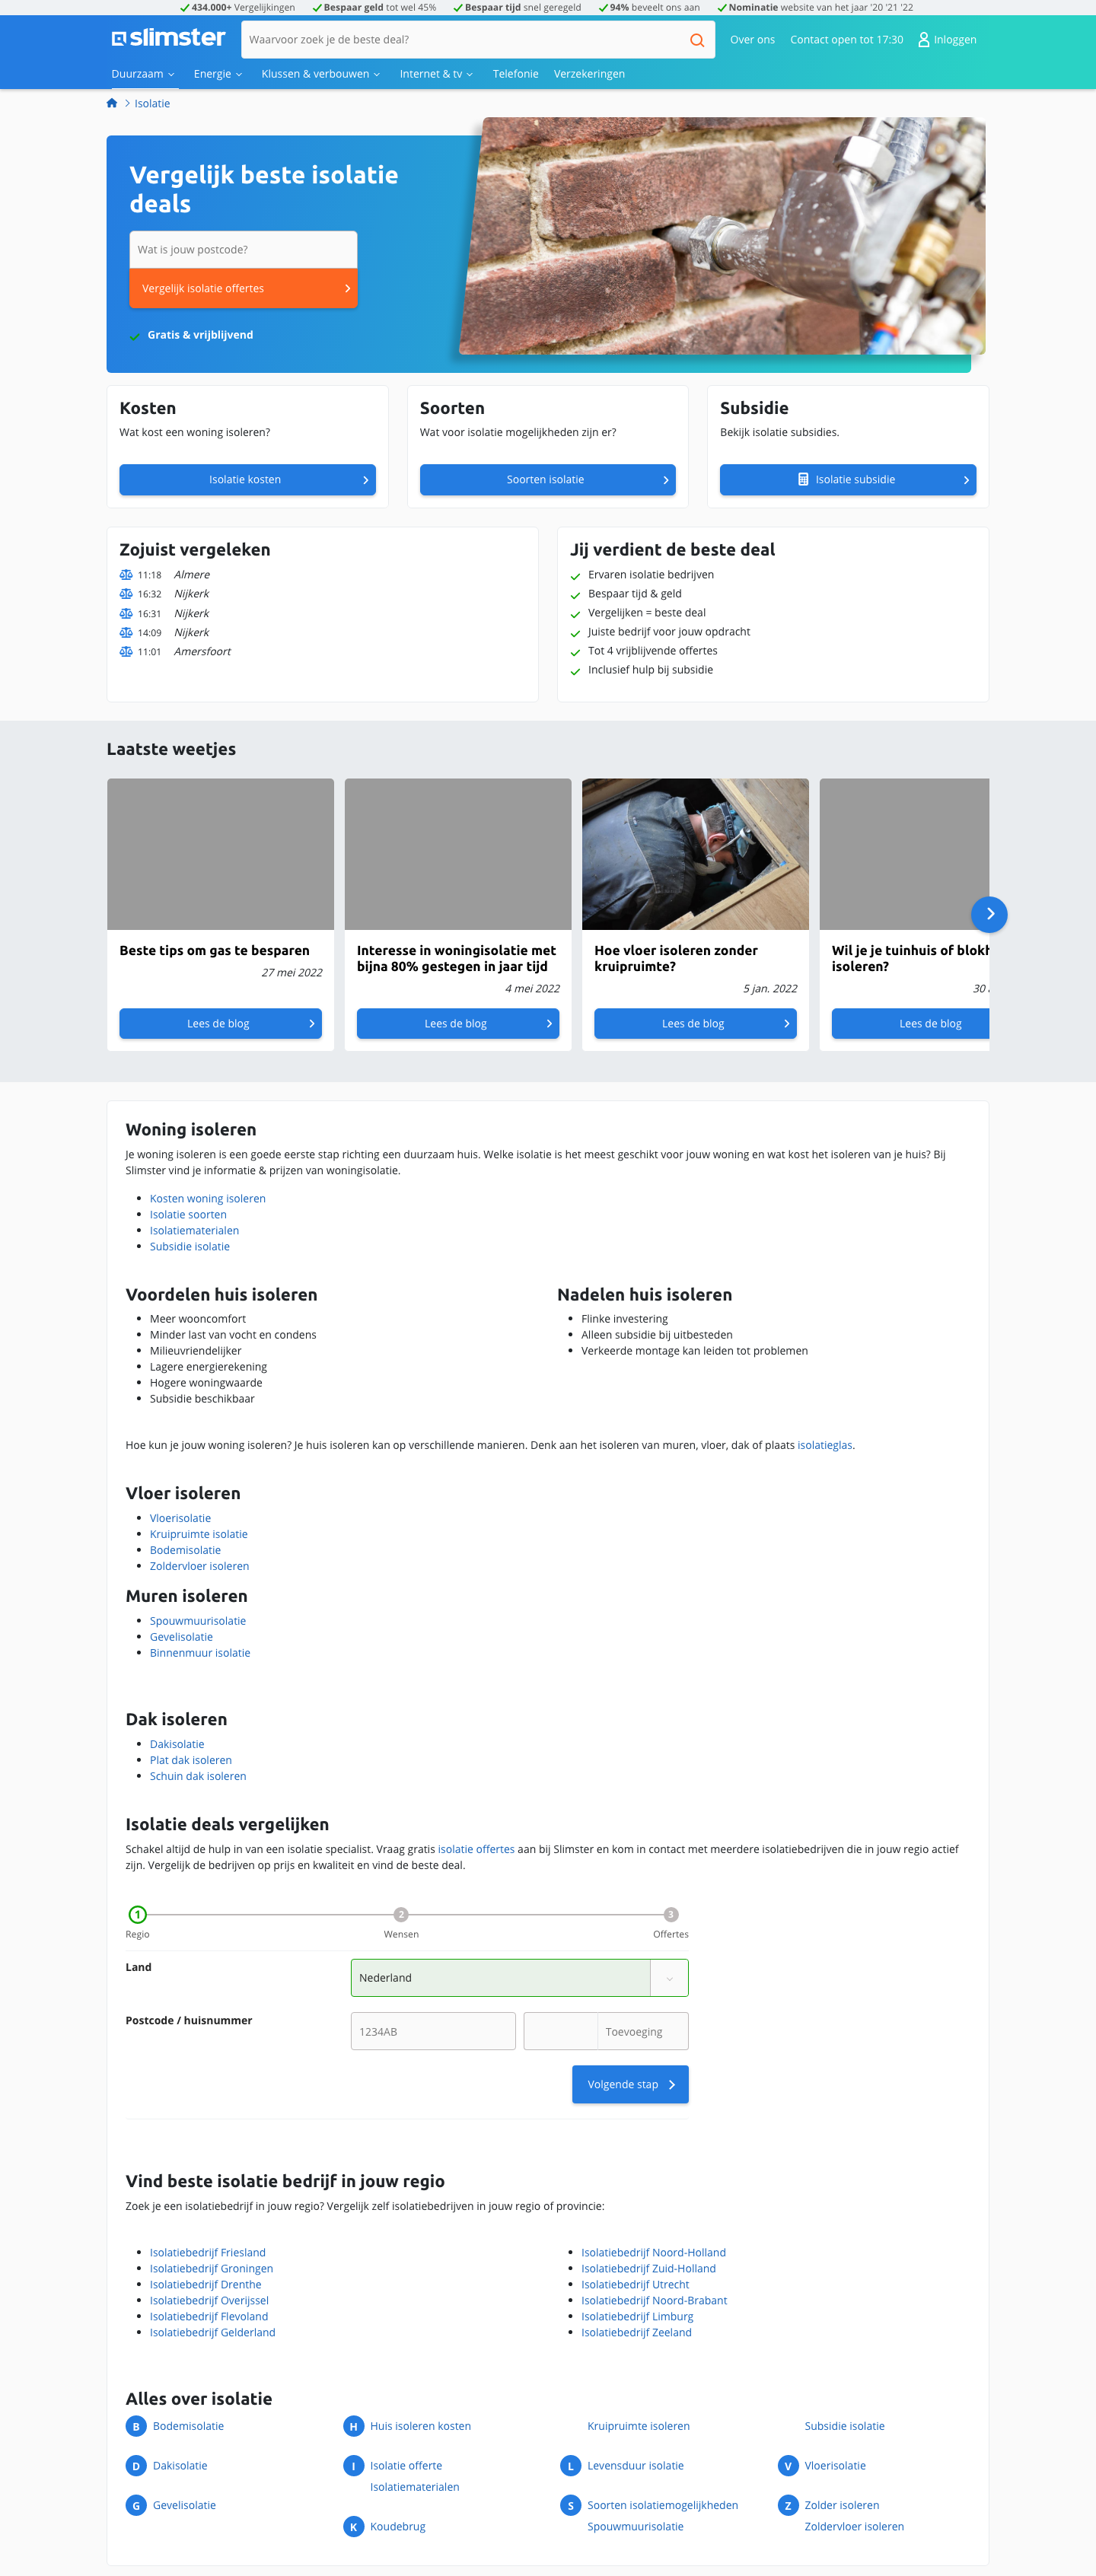 434.000+ Vergelijkingen Bespaar geld tot wel 45% Bespaar tijd snel geregeld 94% beveelt ons aan Nominatie website van het jaar '20 '21 '22
slimster Waarvoor zoek je de beste deal? Over ons Contact open tot 17:30 Inloggen
Duurzaam Energie Klussen & verbouwen Internet & tv Telefonie Verzekeringen
Isolatie
Vergelijk beste isolatie
deals
Wat is jouw postcode?
Vergelijk isolatie offertes
Gratis & vrijblijvend
Kosten
Wat kost een woning isoleren?
Isolatie kosten
Soorten
Wat voor isolatie mogelijkheden zijn er?
Soorten isolatie
Subsidie
Bekijk isolatie subsidies.
Isolatie subsidie
Zojuist vergeleken
11:18 Almere
16:32 Nijkerk
16:31 Nijkerk
14:09 Nijkerk
11:01 Amersfoort
Jij verdient de beste deal
Ervaren isolatie bedrijven
Bespaar tijd & geld
Vergelijken = beste deal
Juiste bedrijf voor jouw opdracht
Tot 4 vrijblijvende offertes
Inclusief hulp bij subsidie
Laatste weetjes
Beste tips om gas te besparen
27 mei 2022
Lees de blog
Interesse in woningisolatie met
bijna 80% gestegen in jaar tijd
4 mei 2022
Lees de blog
Hoe vloer isoleren zonder
kruipruimte?
5 jan. 2022
Lees de blog
Wil je je tuinhuis of
isoleren?
30
Lees de blog
Woning isoleren
Je woning isoleren is een goede eerste stap richting een duurzaam huis. Welke isolatie is het meest geschikt voor jouw woning en wat kost het isoleren van je huis? Bij
Slimster vind je informatie & prijzen van woningisolatie.
Kosten woning isoleren
Isolatie soorten
Isolatiematerialen
Subsidie isolatie
Voordelen huis isoleren
Meer wooncomfort
Minder last van vocht en condens
Milieuvriendelijker
Lagere energierekening
Hogere woningwaarde
Subsidie beschikbaar
Nadelen huis isoleren
Flinke investering
Alleen subsidie bij uitbesteden
Verkeerde montage kan leiden tot problemen
Hoe kun je jouw woning isoleren? Je huis isoleren kan op verschillende manieren. Denk aan het isoleren van muren, vloer, dak of plaats isolatieglas.
Vloer isoleren
Vloerisolatie
Kruipruimte isolatie
Bodemisolatie
Zoldervloer isoleren
Muren isoleren
Spouwmuurisolatie
Gevelisolatie
Binnenmuur isolatie
Dak isoleren
Dakisolatie
Plat dak isoleren
Schuin dak isoleren
Isolatie deals vergelijken
Schakel altijd de hulp in van een isolatie specialist. Vraag gratis isolatie offertes aan bij Slimster en kom in contact met meerdere isolatiebedrijven die in jouw regio actief
zijn. Vergelijk de bedrijven op prijs en kwaliteit en vind de beste deal.
1 2 3
Regio Wensen Offertes
Land Nederland
Postcode / huisnummer 1234AB Toevoeging
Volgende stap
Vind beste isolatie bedrijf in jouw regio
Zoek je een isolatiebedrijf in jouw regio? Vergelijk zelf isolatiebedrijven in jouw regio of provincie:
Isolatiebedrijf Friesland
Isolatiebedrijf Groningen
Isolatiebedrijf Drenthe
Isolatiebedrijf Overijssel
Isolatiebedrijf Flevoland
Isolatiebedrijf Gelderland
Isolatiebedrijf Noord-Holland
Isolatiebedrijf Zuid-Holland
Isolatiebedrijf Utrecht
Isolatiebedrijf Noord-Brabant
Isolatiebedrijf Limburg
Isolatiebedrijf Zeeland
Alles over isolatie
B Bodemisolatie
D Dakisolatie
G Gevelisolatie
H Huis isoleren kosten
I Isolatie offerte
Isolatiematerialen
K Koudebrug
Kruipruimte isoleren
L Levensduur isolatie
S Soorten isolatiemogelijkheden
Spouwmuurisolatie
Subsidie isolatie
V Vloerisolatie
Z Zolder isoleren
Zoldervloer isoleren